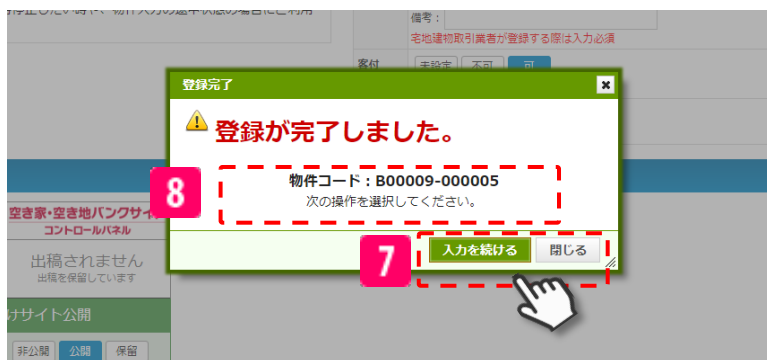 備考：
宅地建物取引業者が登録する際は入力必須
客付
未設定 不可 可
登録完了
登録が完了しました。
8
物件コード：B00009-000005
次の操作を選択してください。
空き家・空き地バンクサイ
コントロールパネル
入力を続ける 閉じる
7
出稿されません
出稿を保留しています
けサイト公開
非公開 公開 保留